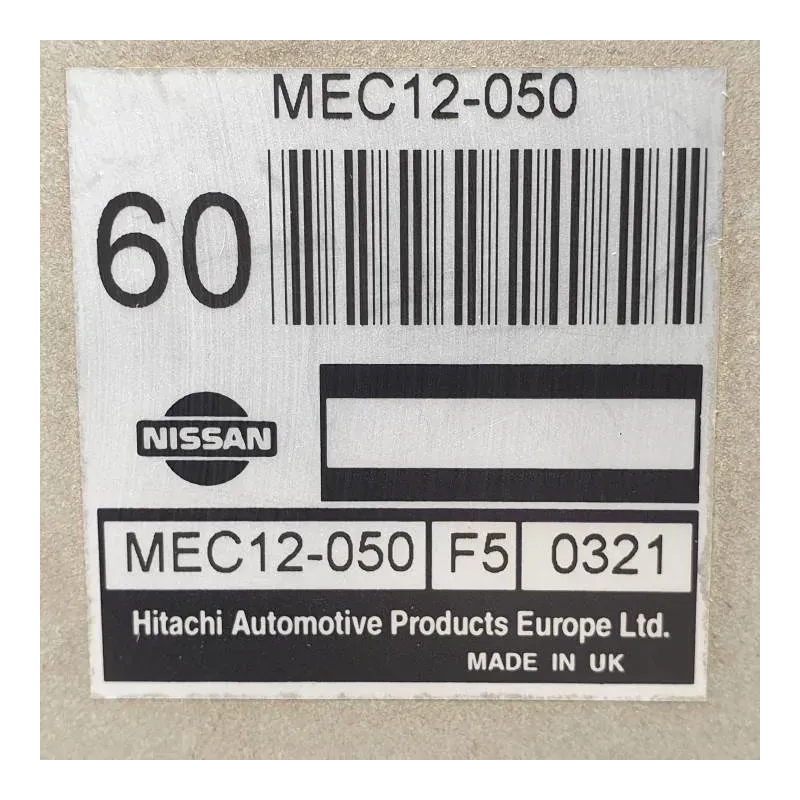 MEC12-050
60
NISSAN
MEC12-050 F5 0321
Hitachi Automotive Products Europe Ltd.
MADE IN UK